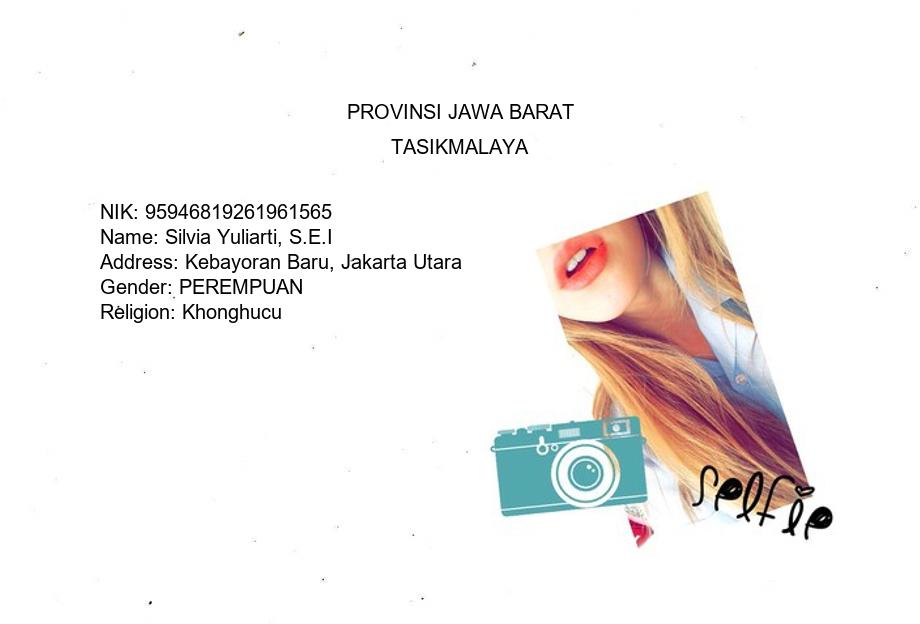 PROVINSI JAWA BARAT
TASIKMALAYA
NIK: 95946819261961565
Name: Silvia Yuliarti, S.E.I
Address: Kebayoran Baru, Jakarta Utara
Gender: PEREMPUAN
Religion: Khonghucu
selfie